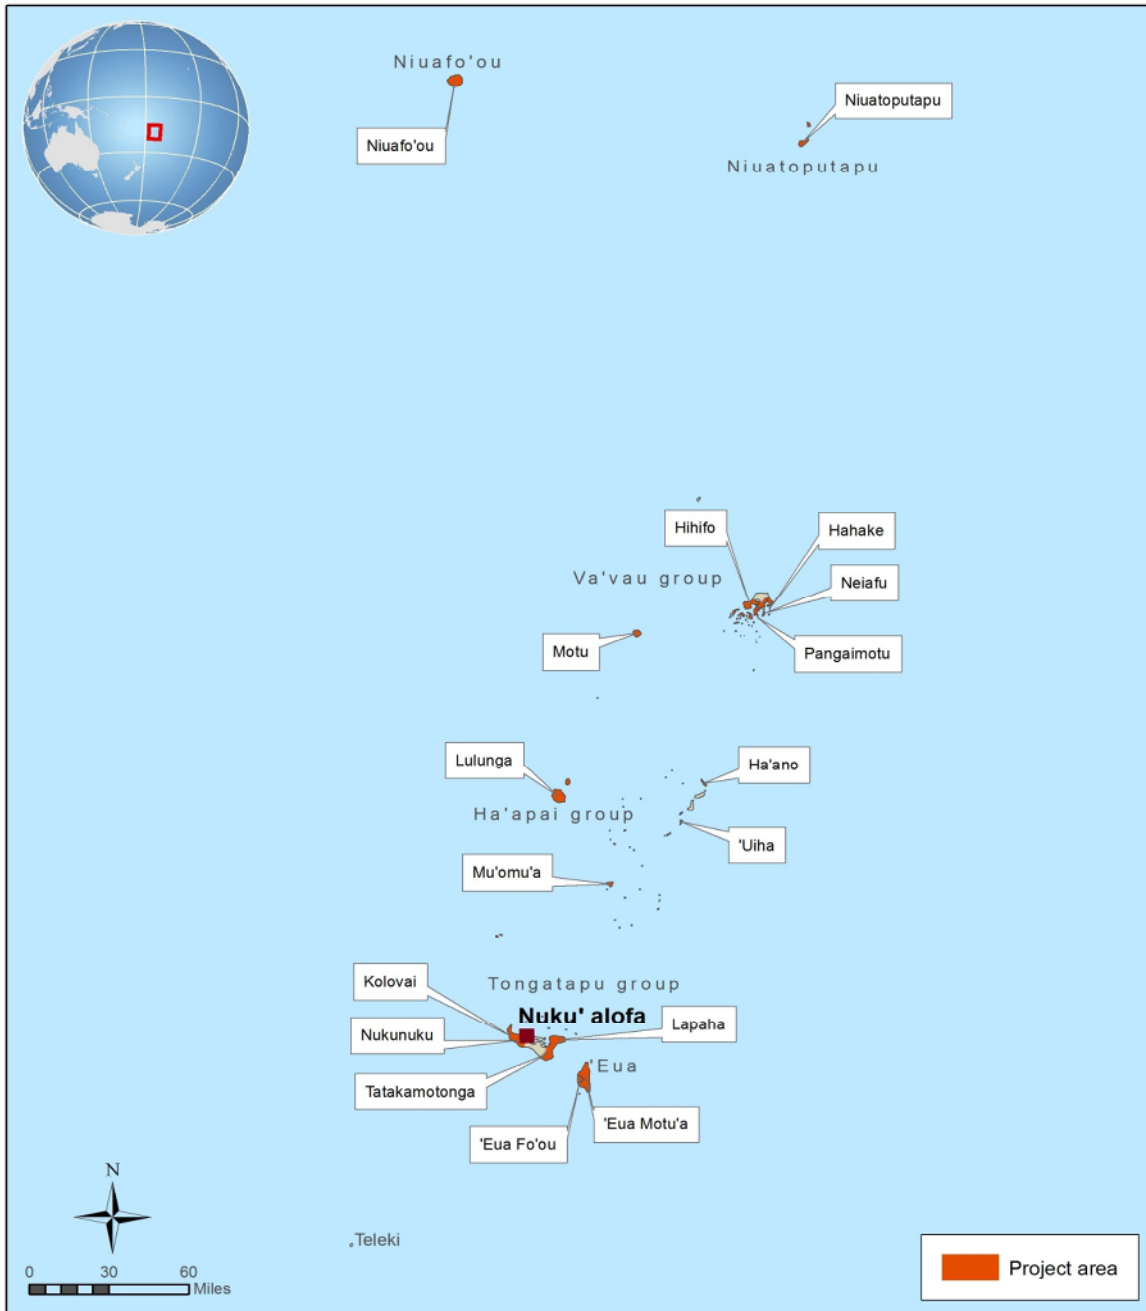 Niuafo'ou
Niuafo'ou
Niuatoputapu
Niuatoputapu
Hihifo
Hahake
Va'vau group
Neiafu
Motu
Pangaimotu
Lulunga
Ha'ano
Ha'apai group
'Uiha
Mu'omu'a
Kolovai
Tongatapu group
Nuku' alofa
Lapaha
Nukunuku
'Eua
Tatakamotonga
'Eua Motu'a
'Eua Fo'ou
N
Teleki
0 30 60
Miles
Project area